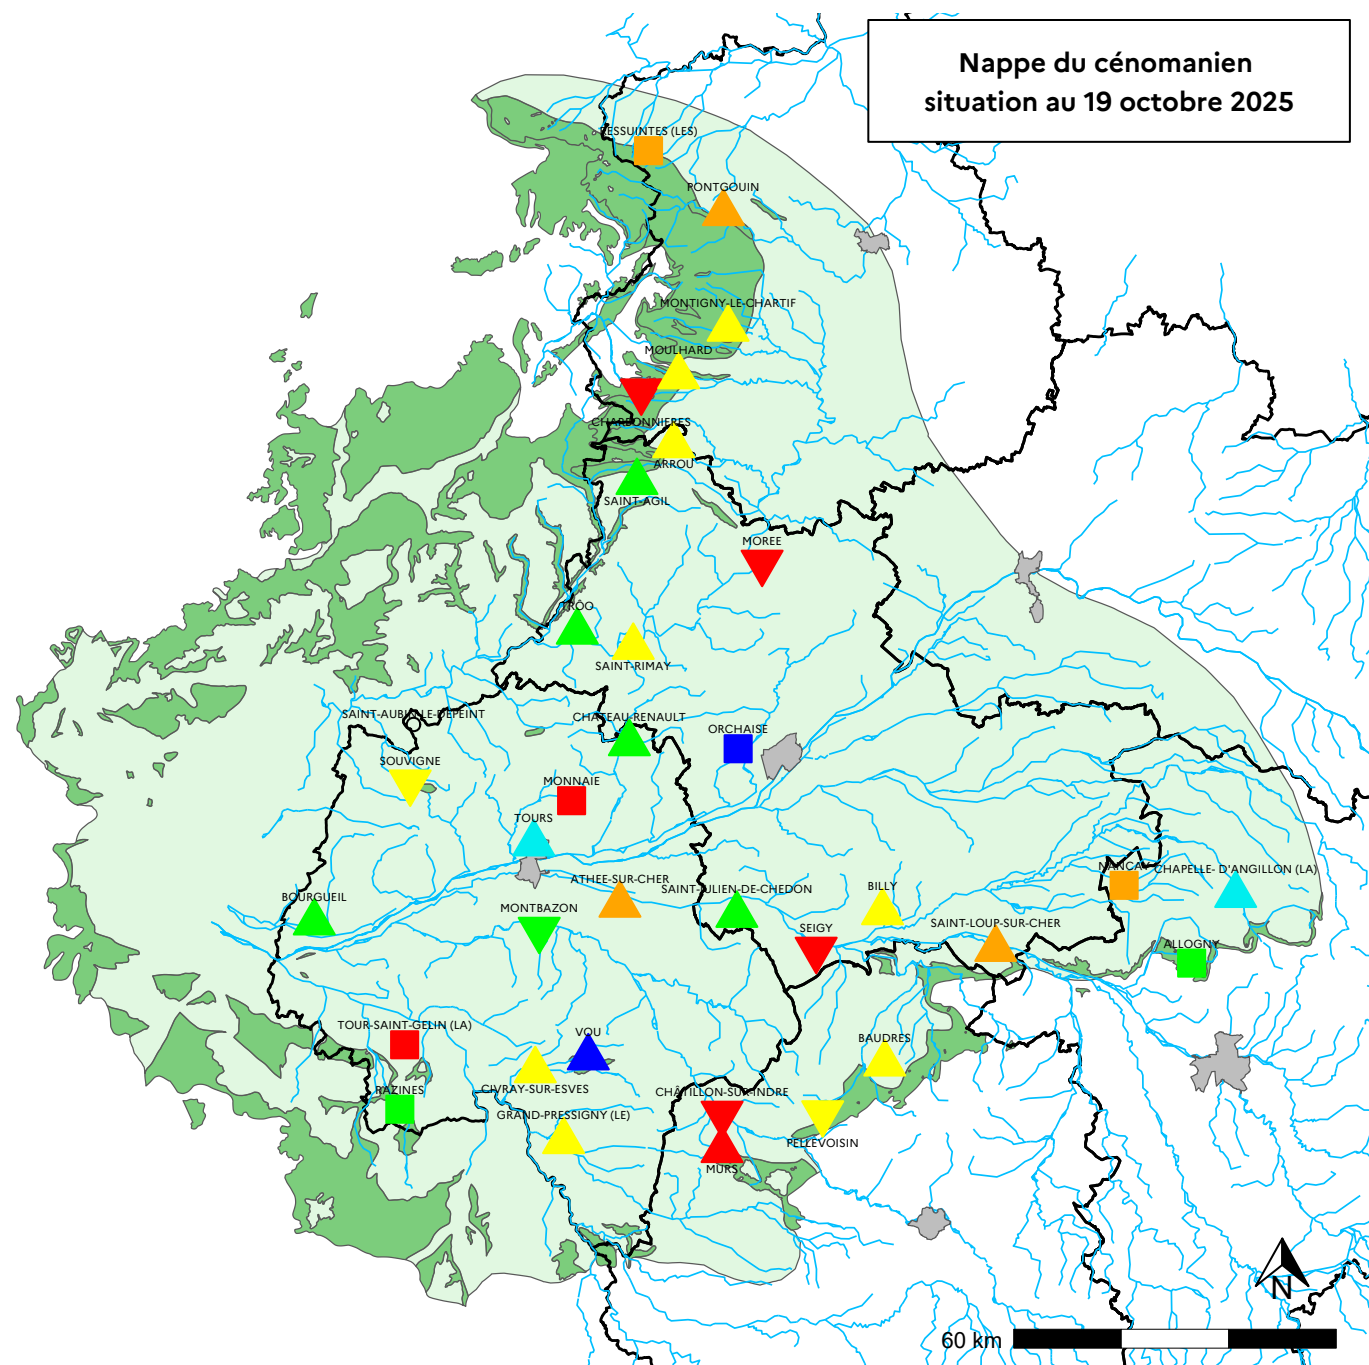 Nappe du cénomanien
situation au 19 octobre 2025
RESSUINTES (LES)
PONTGOUIN
MONTIGNY-LE-CHARTIF
MOULHARD
CHARBONNIERES
ARROU
SAINT-AGIL
MOREE
TRÔO
SAINT-RIMAY
SAINT-AUBIN-LE-DEPEINT
CHATEAU-RENAULT
ORCHAISE
SOUVIGNE
MONNAIE
TOURS
NANCAY
CHAPELLE- D'ANGILLON (LA)
ATHEE-SUR-CHER
SAINT-JULIEN-DE-CHEDON
BILLY
BOURGUEIL
MONTBAZON
SEIGY
SAINT-LOUP-SUR-CHER
ALLOGNY
TOUR-SAINT-GELIN (LA)
VOU
BAUDRES
RAZINES
CIVRAY-SUR-ESVES
CHÂTILLON-SUR-INDRE
GRAND-PRESSIGNY (LE)
PELLEVOISIN
MURS
N
60 km